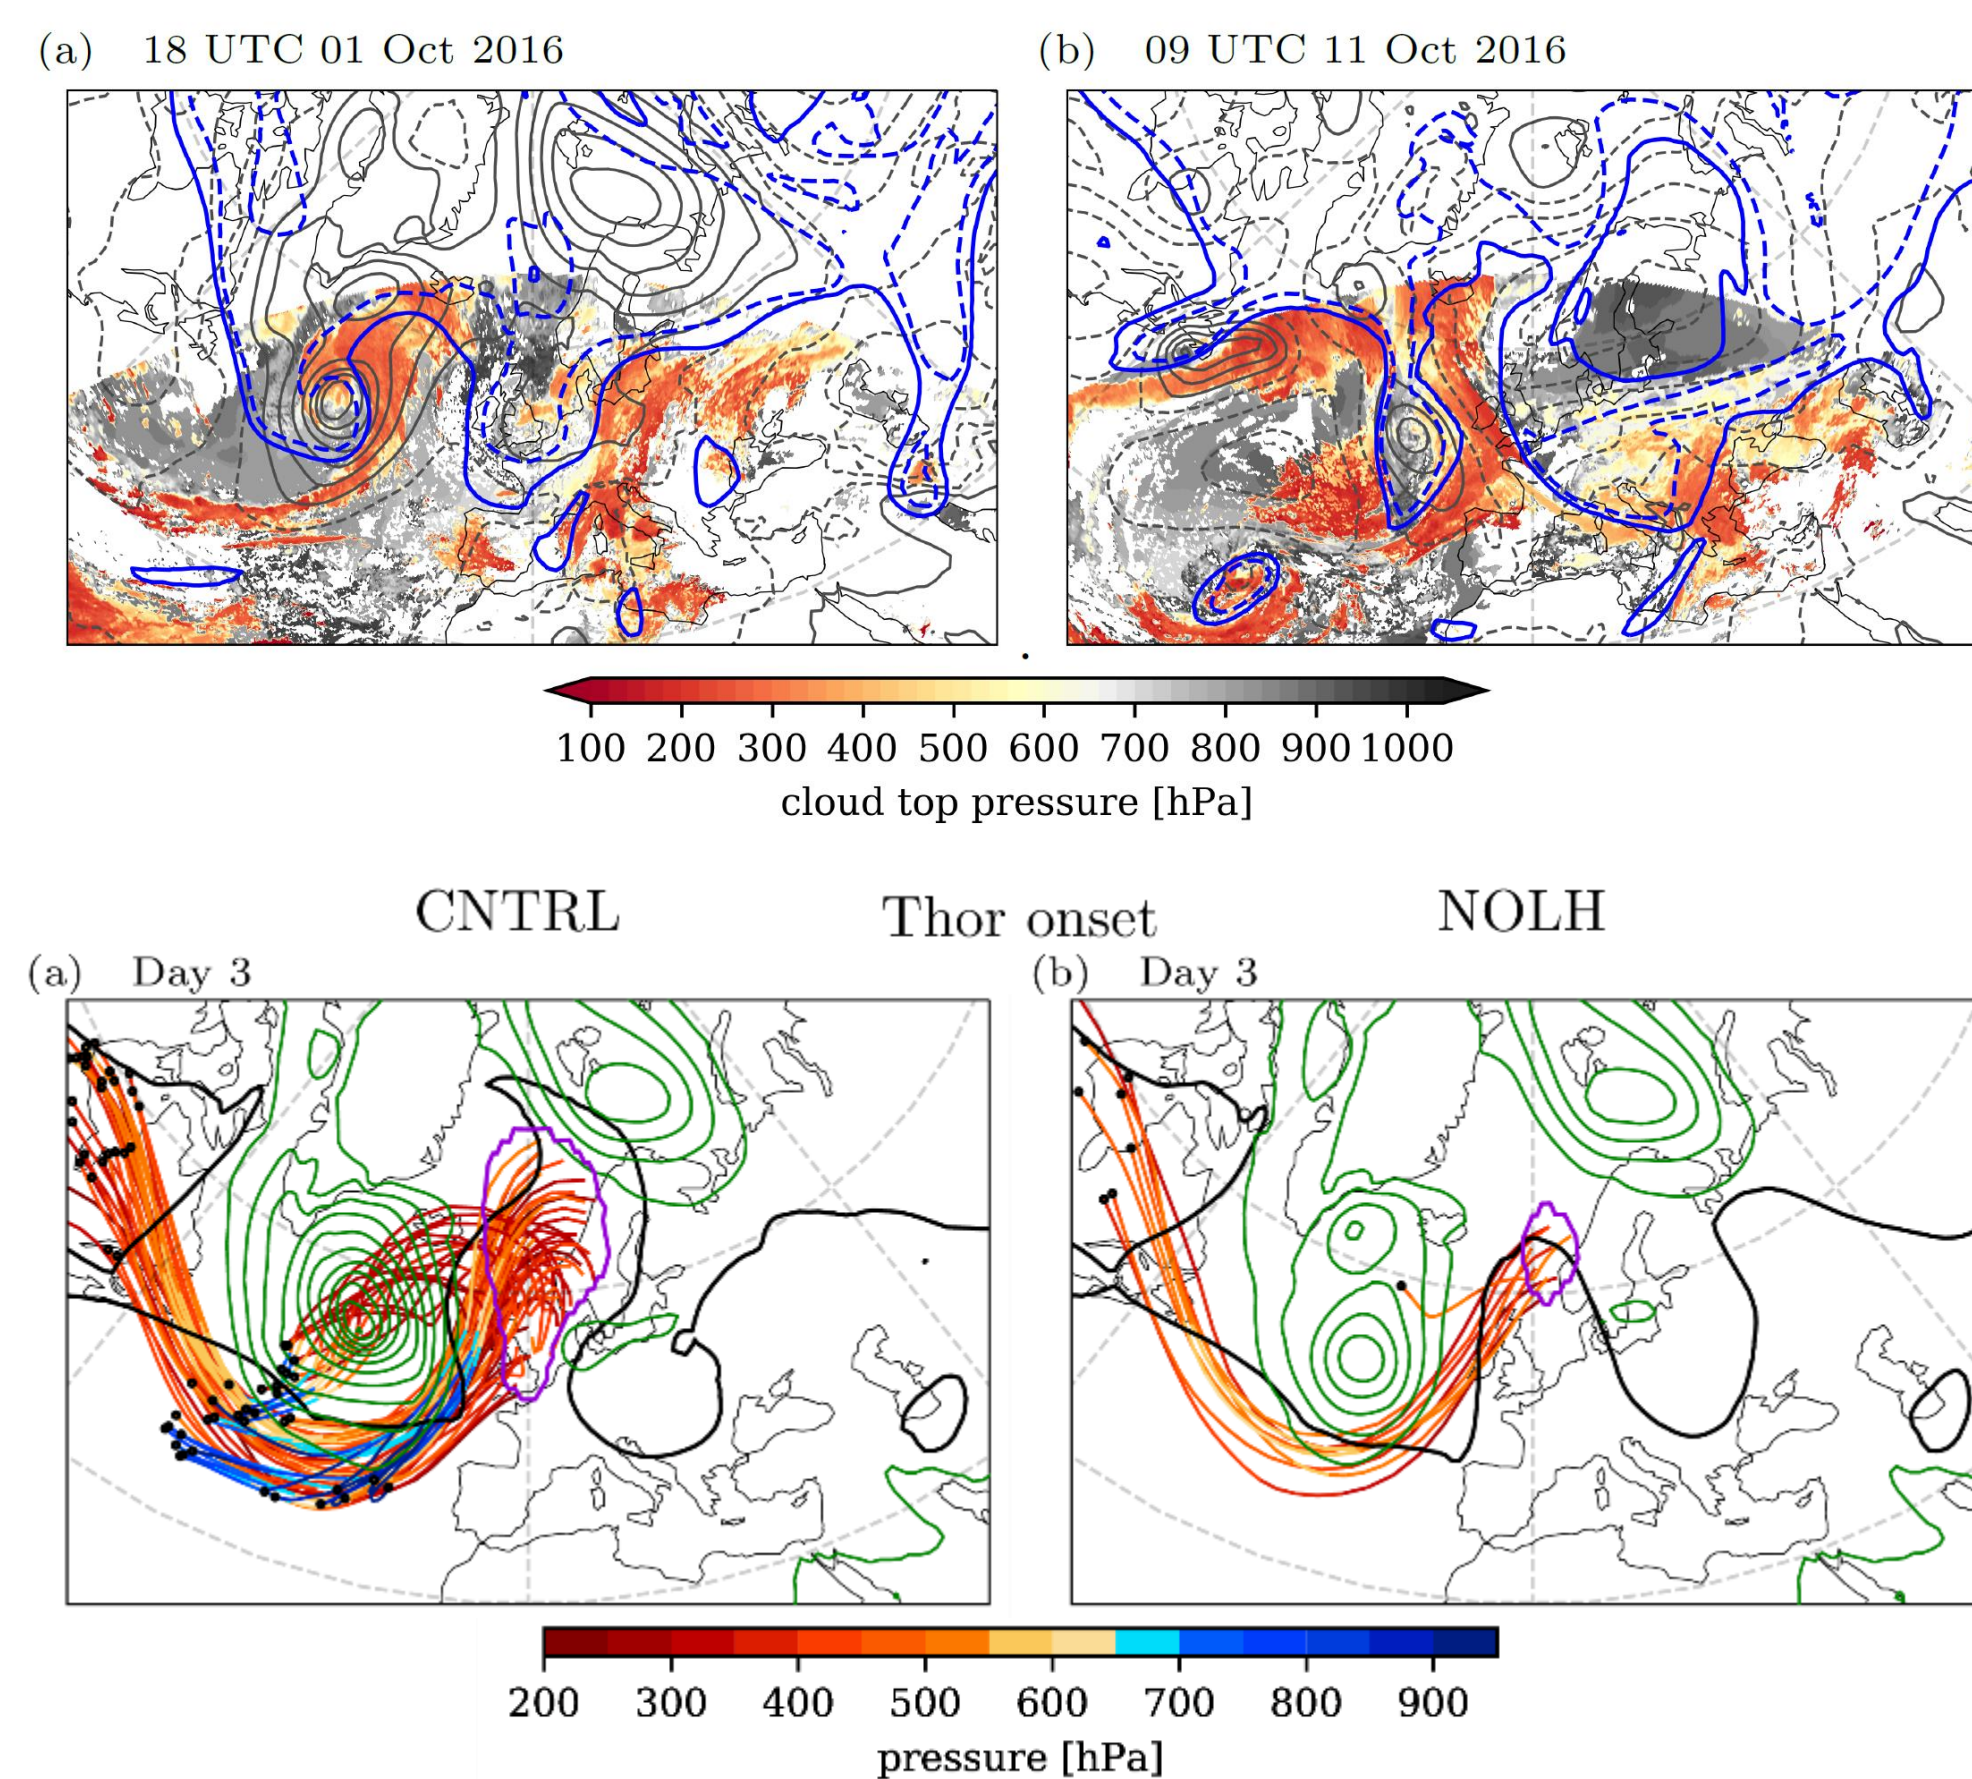 (a) 18 UTC 01 Oct 2016
(b) 09 UTC 11 Oct 2016
.
100 200 300 400 500 600 700 800 900 1000
cloud top pressure [hPa]
CNTRL Thor onset NOLH
(a) Day 3
(b) Day 3
200 300 400 500 600 700 800 900
pressure [hPa]